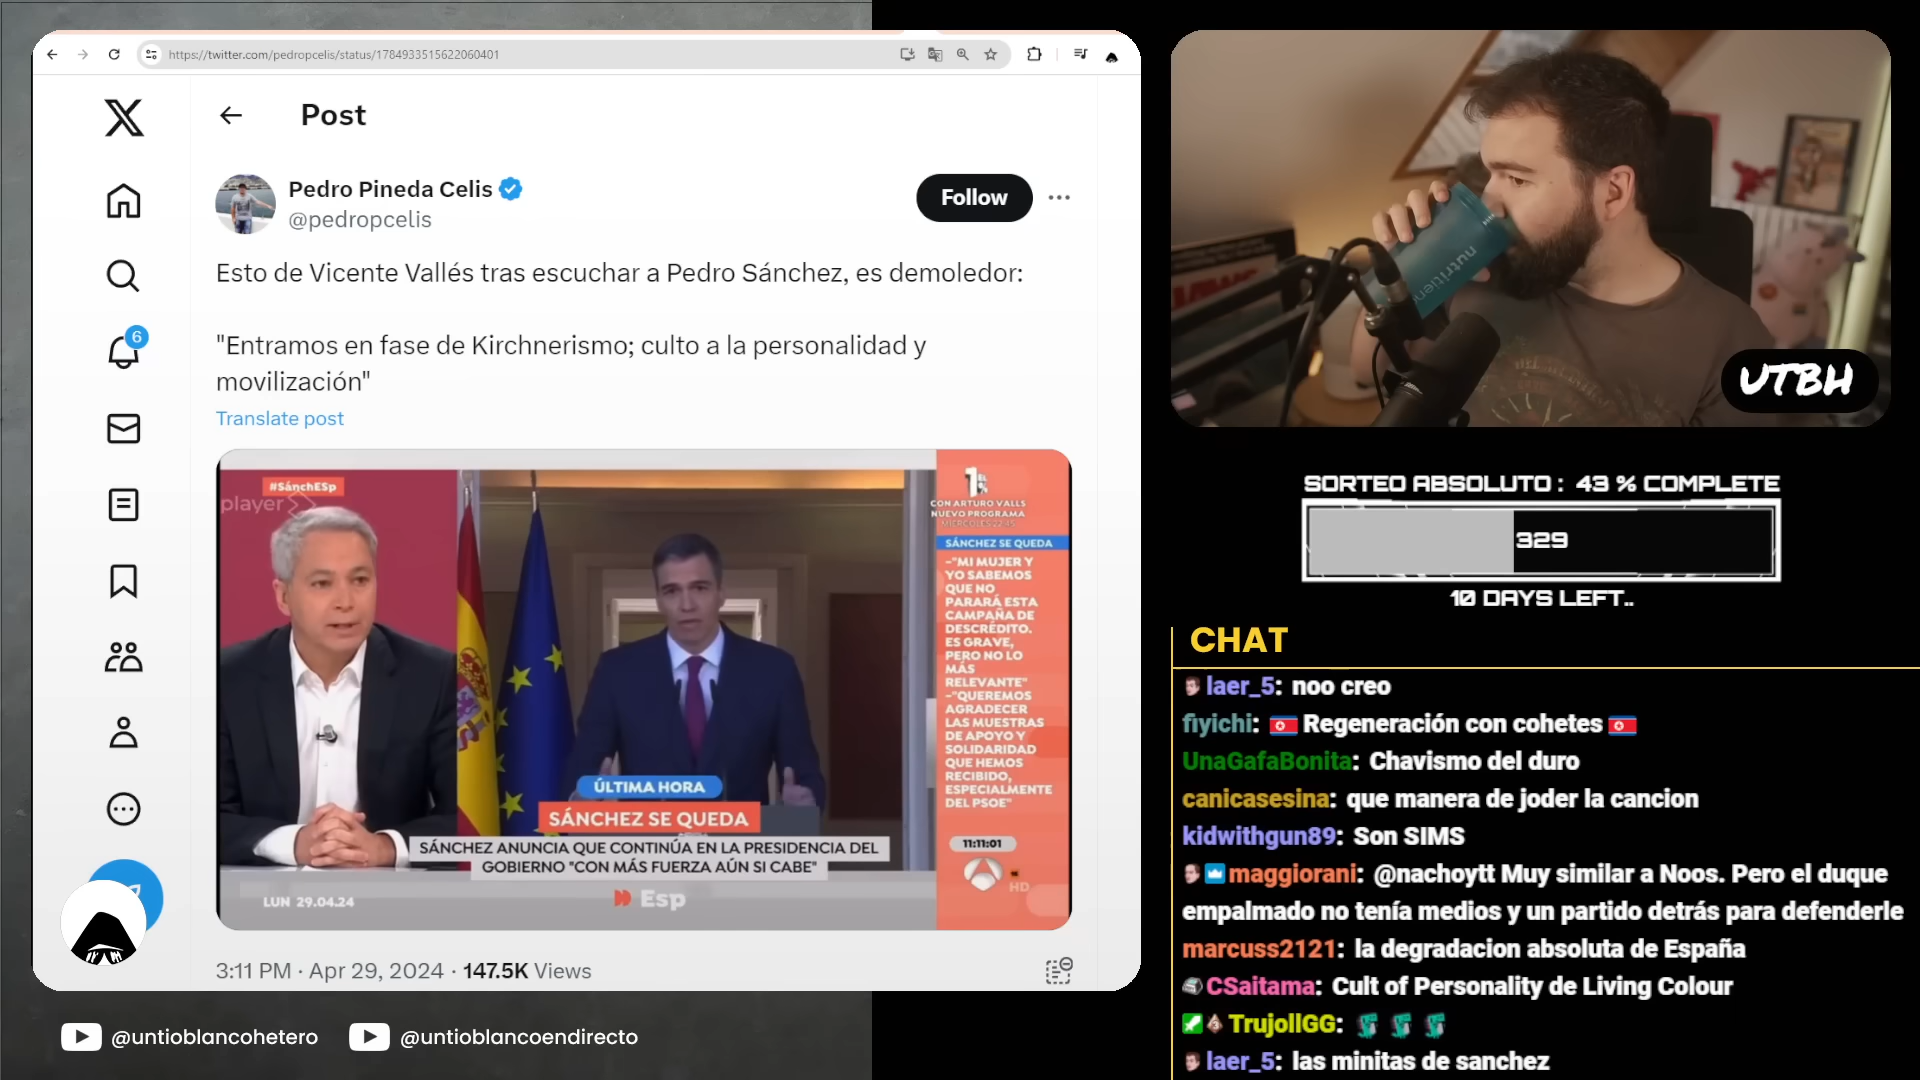 https://twitter.com/pedropcelis/status/1784933515622060401
Post
Pedro Pineda Celis
@pedropcelis
Follow
Esto de Vicente Vallés tras escuchar a Pedro Sánchez, es demoledor:
"Entramos en fase de Kirchnerismo; culto a la personalidad y
movilización"
Translate post
6
#SánchESp
player
1
CON ARTURO VALLS
NUEVO PROGRAMA
MIÉRCOLES 22:45
SÁNCHEZ SE QUEDA
-"MI MUJER Y
YO SABEMOS
QUE NO
PARARÁ ESTA
CAMPAÑA DE
DESCRÉDITO.
ES GRAVE,
PERO NO LO
MÁS
RELEVANTE"
-"QUEREMOS
AGRADECER
LAS MUESTRAS
DE APOYO Y
SOLIDARIDAD
QUE HEMOS
RECIBIDO,
ESPECIALMENTE
DEL PSOE"
11:11:01
HD
ÚLTIMA HORA
SÁNCHEZ SE QUEDA
SÁNCHEZ ANUNCIA QUE CONTINÚA EN LA PRESIDENCIA DEL
GOBIERNO "CON MÁS FUERZA AÚN SI CABE"
LUN 29.04.24
Esp
3:11 PM · Apr 29, 2024 · 147.5K Views
@untioblancohetero
@untioblancoendirecto
UTBH
SORTEO ABSOLUTO : 43 % COMPLETE
329
10 DAYS LEFT..
CHAT
laer_5: noo creo
fiyichi: Regeneración con cohetes
UnaGafaBonita: Chavismo del duro
canicasesina: que manera de joder la cancion
kidwithgun89: Son SIMS
maggiorani: @nachoytt Muy similar a Noos. Pero el duque
empalmado no tenía medios y un partido detrás para defenderle
marcuss2121: la degradacion absoluta de España
CSaitama: Cult of Personality de Living Colour
TrujollGG:
laer_5: las minitas de sanchez